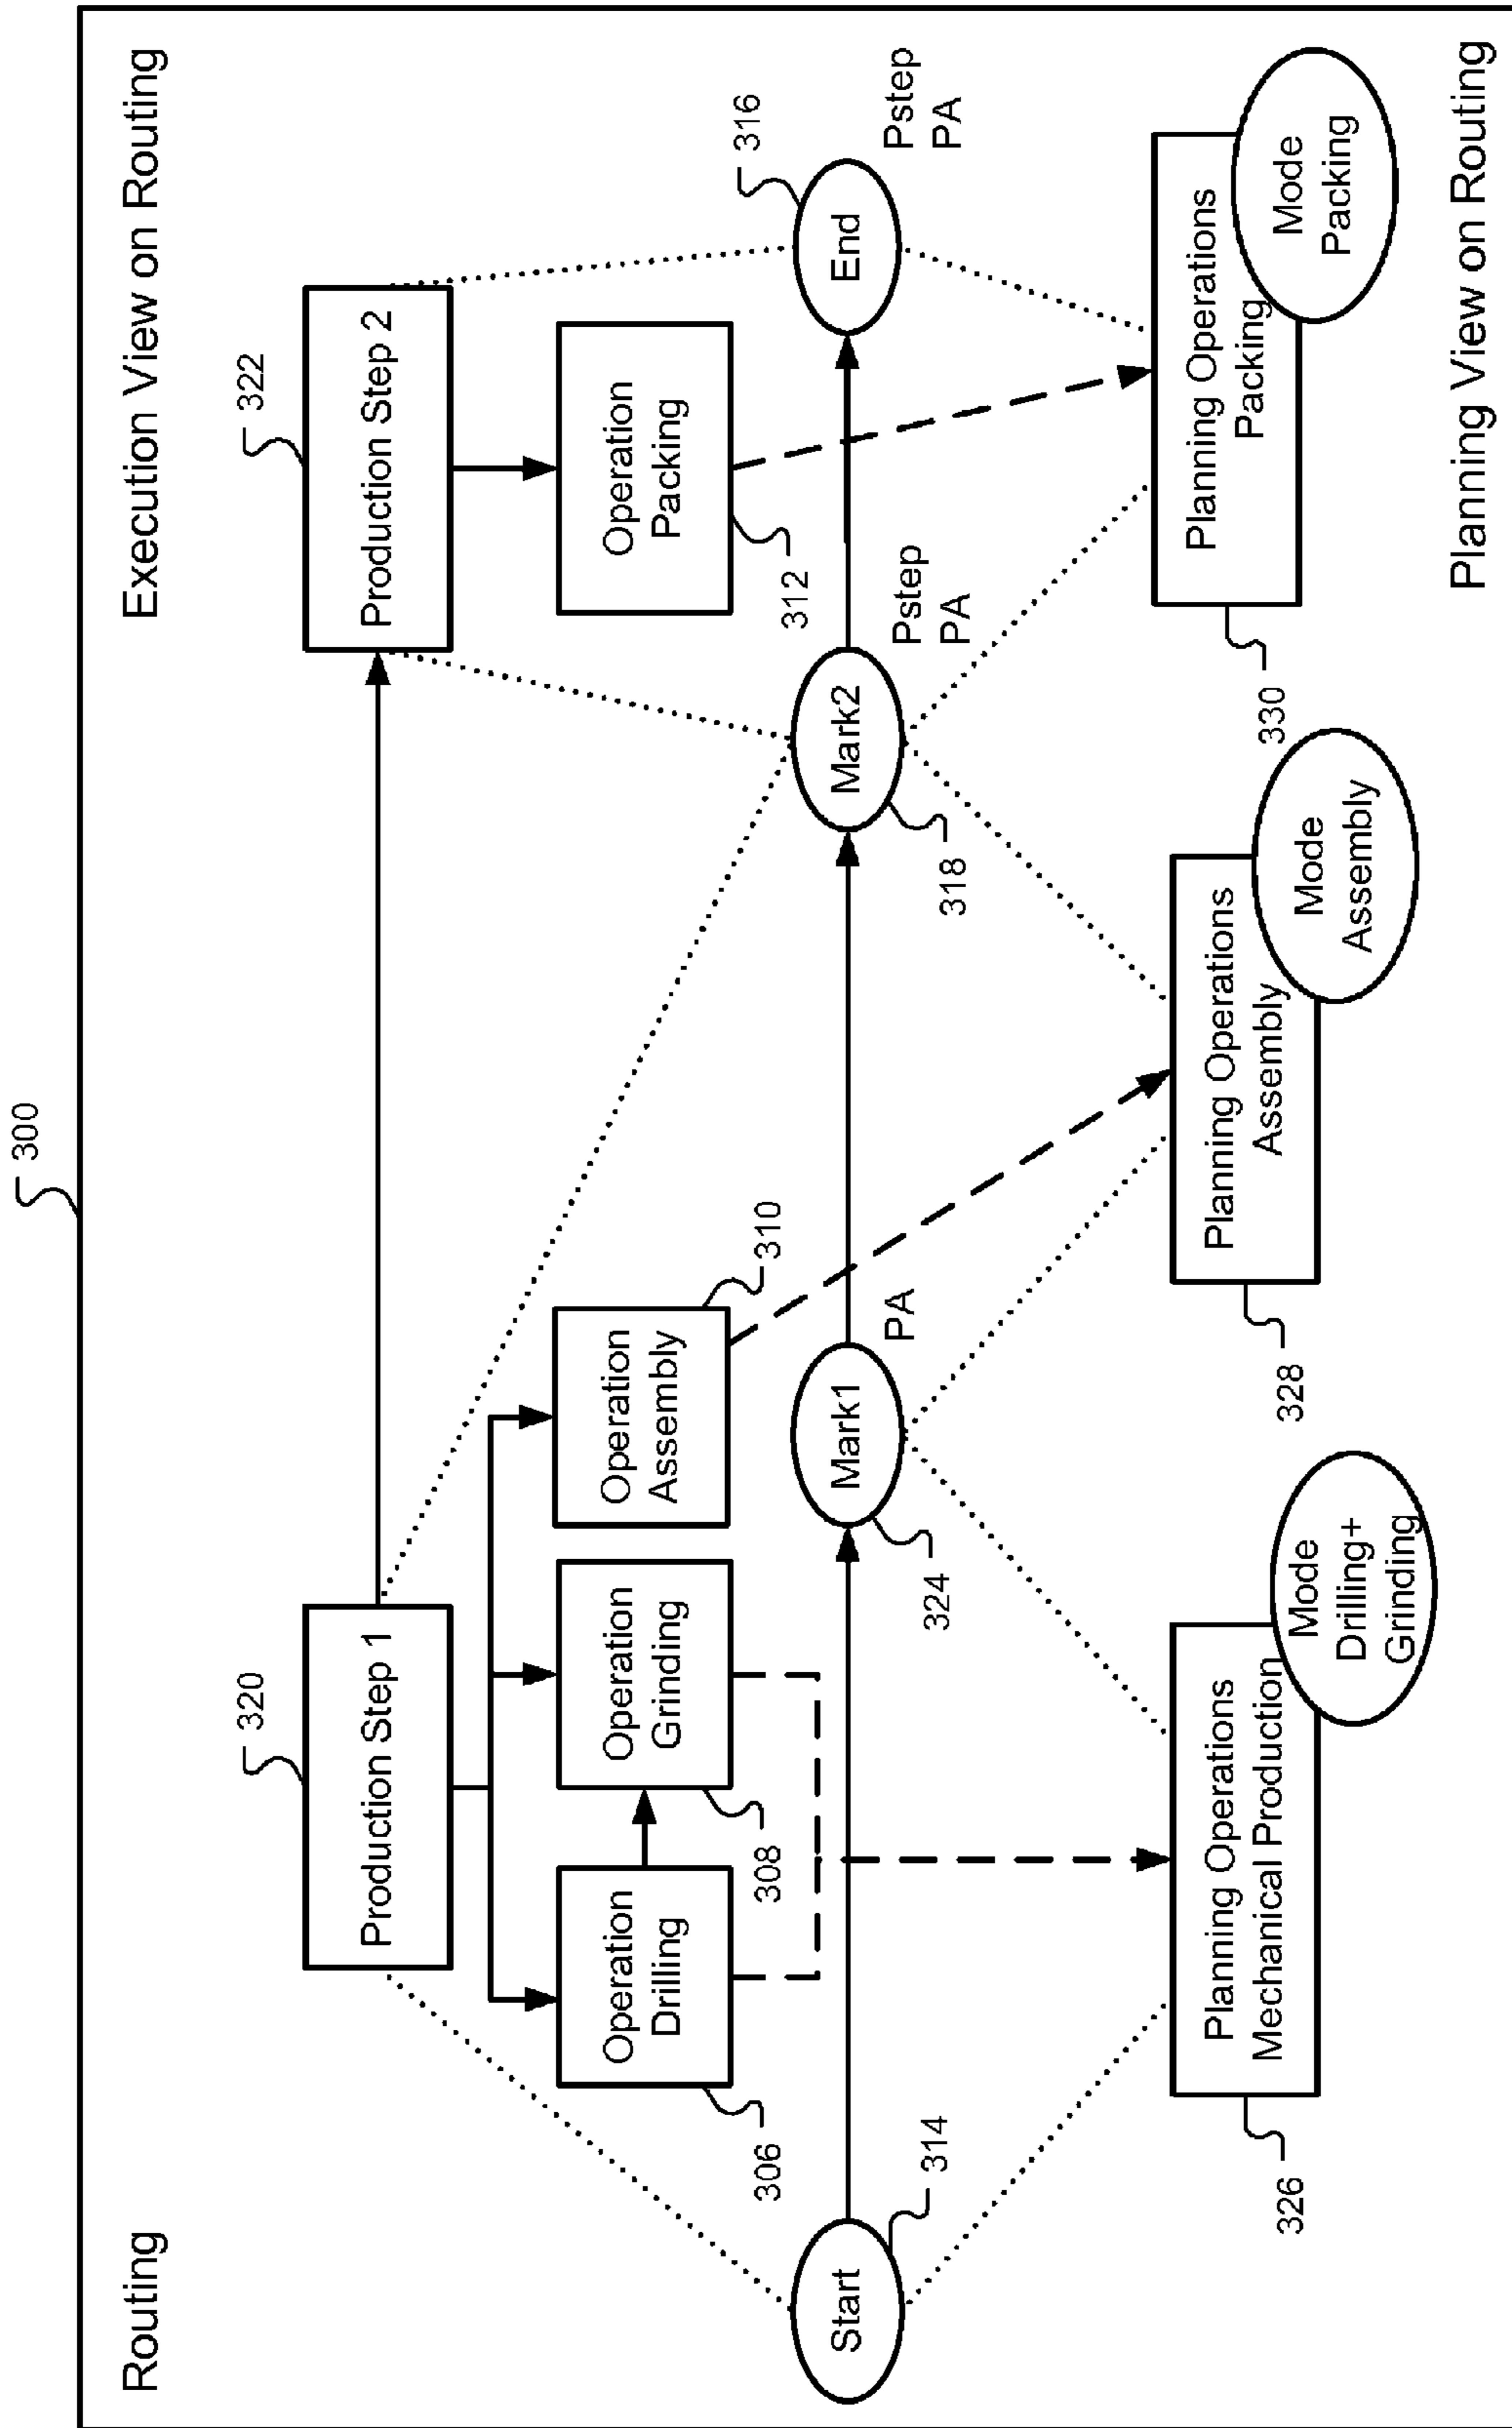 300
Routing
Execution View on Routing
320
322
Production Step 1
Production Step 2
Operation
Drilling
Operation
Grinding
Operation
Assembly
Operation
Packing
306
308
310
312
Start
Mark1
Mark2
End
314
324
318
316
PA
Pstep
PA
Pstep
PA
Planning Operations
Mechanical Production
Mode
Drilling+
Grinding
Planning Operations
Assembly
Mode
Assembly
Planning Operations
Packing
Mode
Packing
326
328
330
Planning View on Routing